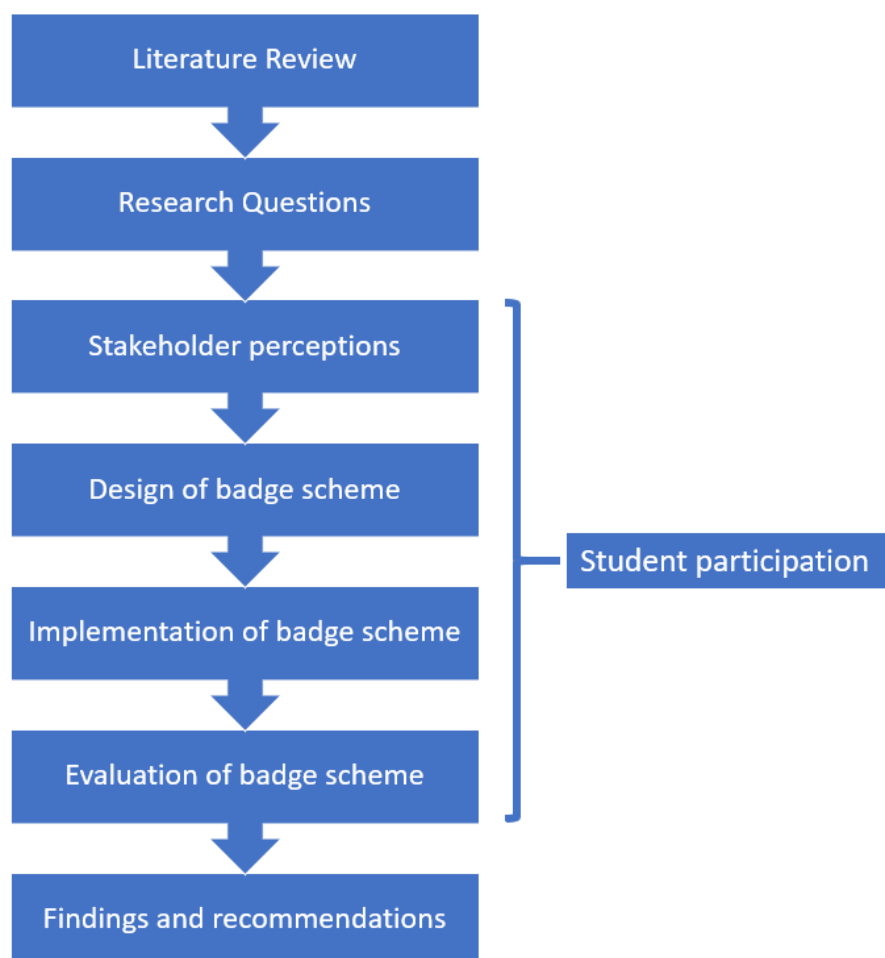 Literature Review
Research Questions
Stakeholder perceptions
Design of badge scheme
Implementation of badge scheme
Evaluation of badge scheme
Student participation
Findings and recommendations